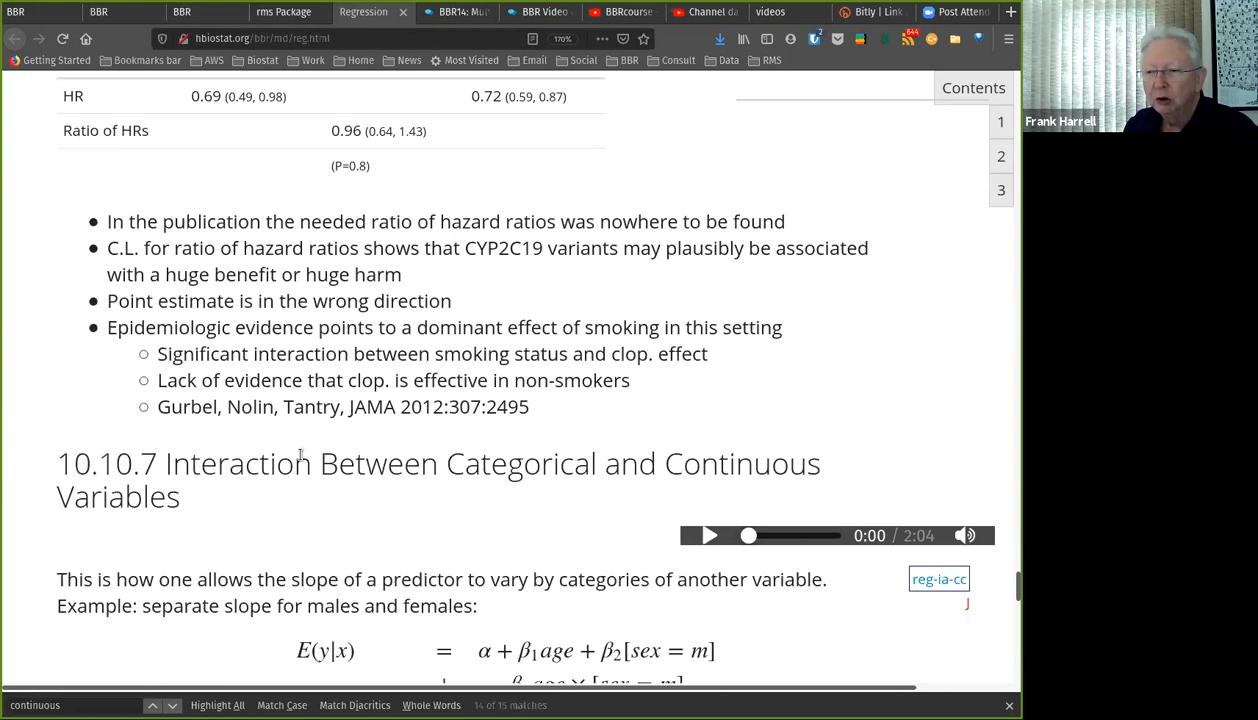 BBR
BBR
BBR
rms Package
Regression
BBR14: Mul
BBR Video
BBRcourse
Channel da
videos
Bitly | Link
Post Attend
hbiostat.org/bbr/md/reg.html
170%
2
644
Getting Started
Bookmarks bar
AWS
Biostat
Work
Home
News
Most Visited
Email
Social
BBR
Consult
Data
RMS
Contents
1
2
3
Frank Harrell
HR 0.69 (0.49, 0.98) 0.72 (0.59, 0.87)
Ratio of HRs 0.96 (0.64, 1.43)
(P=0.8)
● In the publication the needed ratio of hazard ratios was nowhere to be found
● C.L. for ratio of hazard ratios shows that CYP2C19 variants may plausibly be associated
with a huge benefit or huge harm
● Point estimate is in the wrong direction
● Epidemiologic evidence points to a dominant effect of smoking in this setting
○ Significant interaction between smoking status and clop. effect
○ Lack of evidence that clop. is effective in non-smokers
○ Gurbel, Nolin, Tantry, JAMA 2012:307:2495
10.10.7 Interaction Between Categorical and Continuous
Variables
0:00 / 2:04
This is how one allows the slope of a predictor to vary by categories of another variable.
reg-ia-cc
Example: separate slope for males and females:
J
E(y|x) = α + β₁age + β₂[sex = m]
continuous
Highlight All
Match Case
Match Diacritics
Whole Words
14 of 15 matches